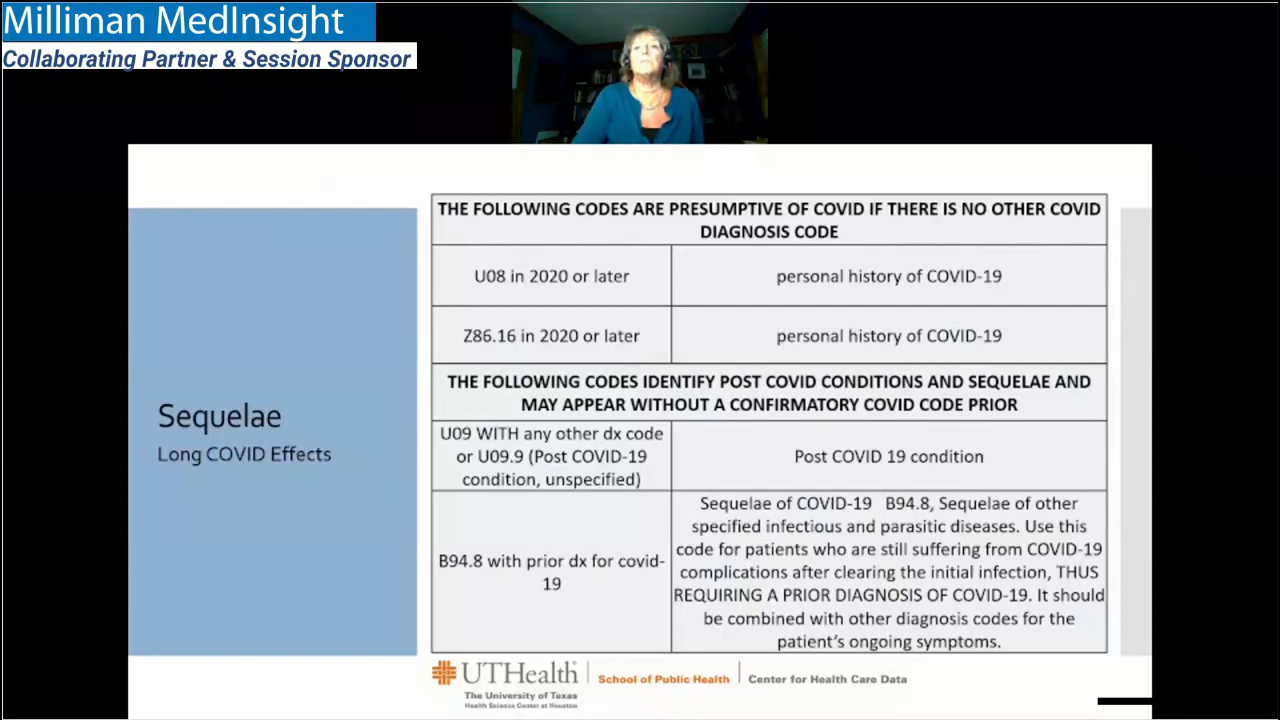 Milliman MedInsight
Collaborating Partner & Session Sponsor
Sequelae
Long COVID Effects
THE FOLLOWING CODES ARE PRESUMPTIVE OF COVID IF THERE IS NO OTHER COVID
DIAGNOSIS CODE
U08 in 2020 or later
personal history of COVID-19
Z86.16 in 2020 or later
personal history of COVID-19
THE FOLLOWING CODES IDENTIFY POST COVID CONDITIONS AND SEQUELAE AND
MAY APPEAR WITHOUT A CONFIRMATORY COVID CODE PRIOR
U09 WITH any other dx code
or U09.9 (Post COVID-19
condition, unspecified)
Post COVID 19 condition
B94.8 with prior dx for covid-
19
Sequelae of COVID-19 B94.8, Sequelae of other
specified infectious and parasitic diseases. Use this
code for patients who are still suffering from COVID-19
complications after clearing the initial infection, THUS
REQUIRING A PRIOR DIAGNOSIS OF COVID-19. It should
be combined with other diagnosis codes for the
patient's ongoing symptoms.
UTHealth
The University of Texas
Health Science Center at Houston
School of Public Health
Center for Health Care Data